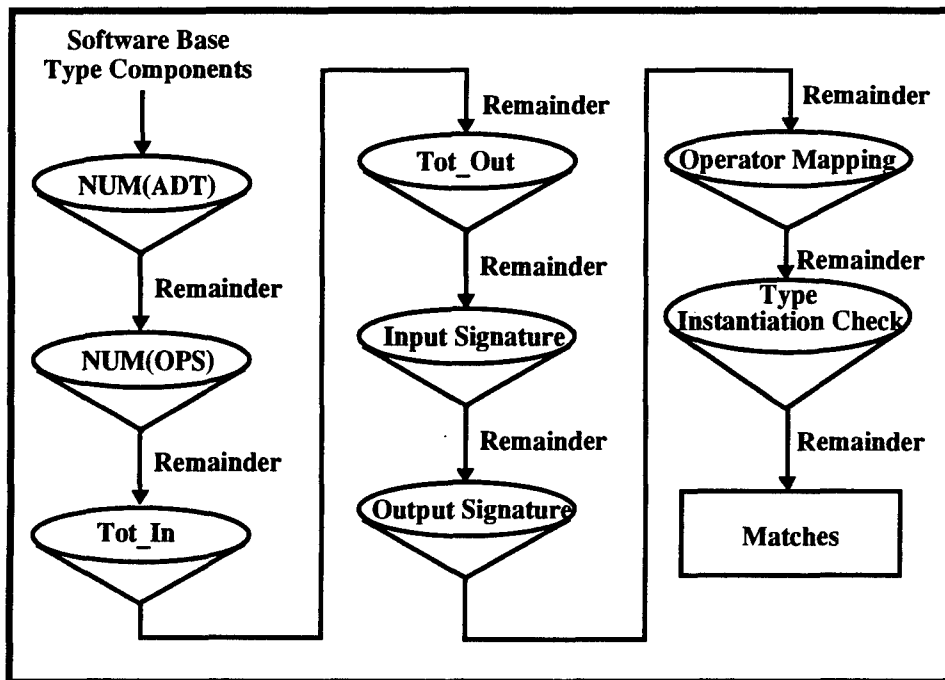 Software Base
Type Components
NUM(ADT)
Remainder
NUM(OPS)
Remainder
Tot_In
Remainder
Tot_Out
Remainder
Input Signature
Remainder
Output Signature
Remainder
Operator Mapping
Remainder
Type
Instantiation Check
Remainder
Matches